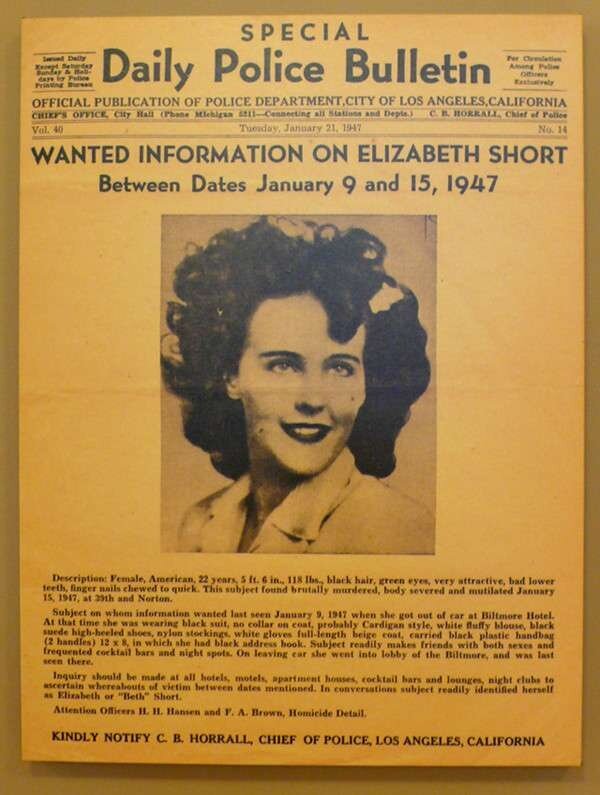 SPECIAL
Issued Daily
Except Saturday
Sunday & Holi-
days by Police
Printing Bureau
Daily Police Bulletin
For Circulation
Among Police
Officers
Exclusively
OFFICIAL PUBLICATION OF POLICE DEPARTMENT, CITY OF LOS ANGELES, CALIFORNIA
CHIEF'S OFFICE, City Hall (Phone MIchigan 5211—Connecting all Stations and Depts.) C. B. HORRALL, Chief of Police
Vol. 40 Tuesday, January 21, 1947 No. 14
WANTED INFORMATION ON ELIZABETH SHORT
Between Dates January 9 and 15, 1947
Description: Female, American, 22 years, 5 ft. 6 in., 118 lbs., black hair, green eyes, very attractive, bad lower
teeth, finger nails chewed to quick. This subject found brutally murdered, body severed and mutilated January
15, 1947, at 39th and Norton.
Subject on whom information wanted last seen January 9, 1947 when she got out of car at Biltmore Hotel.
At that time she was wearing black suit, no collar on coat, probably Cardigan style, white fluffy blouse, black
suede high-heeled shoes, nylon stockings, white gloves full-length beige coat, carried black plastic handbag
(2 handles) 12 x 8, in which she had black address book. Subject readily makes friends with both sexes and
frequented cocktail bars and night spots. On leaving car she went into lobby of the Biltmore, and was last
seen there.
Inquiry should be made at all hotels, motels, apartment houses, cocktail bars and lounges, night clubs to
ascertain whereabouts of victim between dates mentioned. In conversations subject readily identified herself
as Elizabeth or "Beth" Short.
Attention Officers H. H. Hansen and F. A. Brown, Homicide Detail.
KINDLY NOTIFY C. B. HORRALL, CHIEF OF POLICE, LOS ANGELES, CALIFORNIA